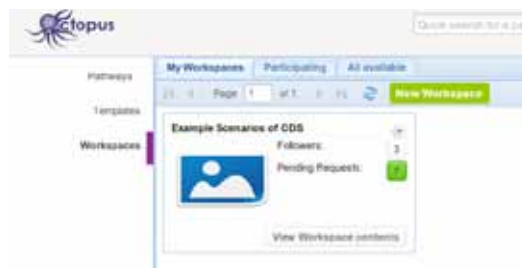 Octopus
Quick search for a
Pathways
Templates
Workspaces
My Workspaces Participating All available
Page 1 of 1 New Workspace
Example Scenarios of CDS
Followers: 3
Pending Requests:
View Workspace contents